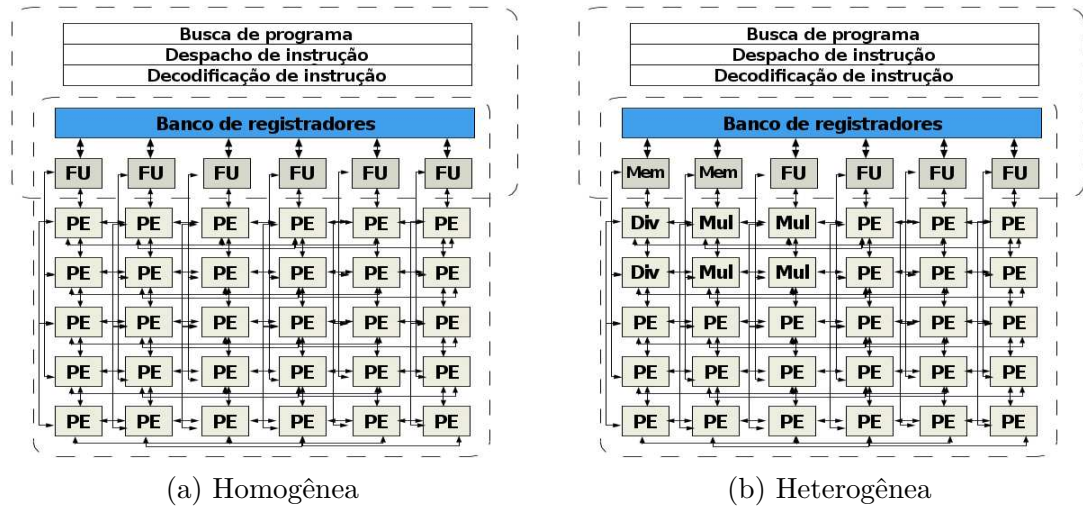 Busca de programa
Despacho de instrução
Decodificação de instrução
Banco de registradores
FU FU FU FU FU FU
PE PE PE PE PE PE
PE PE PE PE PE PE
PE PE PE PE PE PE
PE PE PE PE PE PE
PE PE PE PE PE PE
(a) Homogênea
Busca de programa
Despacho de instrução
Decodificação de instrução
Banco de registradores
Mem Mem FU FU FU FU
Div Mul Mul PE PE PE
Div Mul Mul PE PE PE
PE PE PE PE PE PE
PE PE PE PE PE PE
PE PE PE PE PE PE
(b) Heterogênea